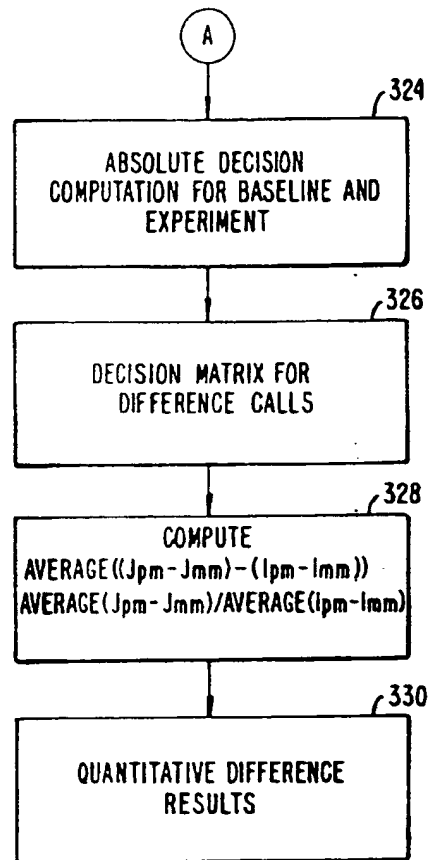 A
324
ABSOLUTE DECISION
COMPUTATION FOR BASELINE AND
EXPERIMENT
326
DECISION MATRIX FOR
DIFFERENCE CALLS
328
COMPUTE
AVERAGE((Jpm-Jmm)-(Ipm-Imm))
AVERAGE(Jpm-Jmm)/AVERAGE(Ipm-Imm)
330
QUANTITATIVE DIFFERENCE
RESULTS